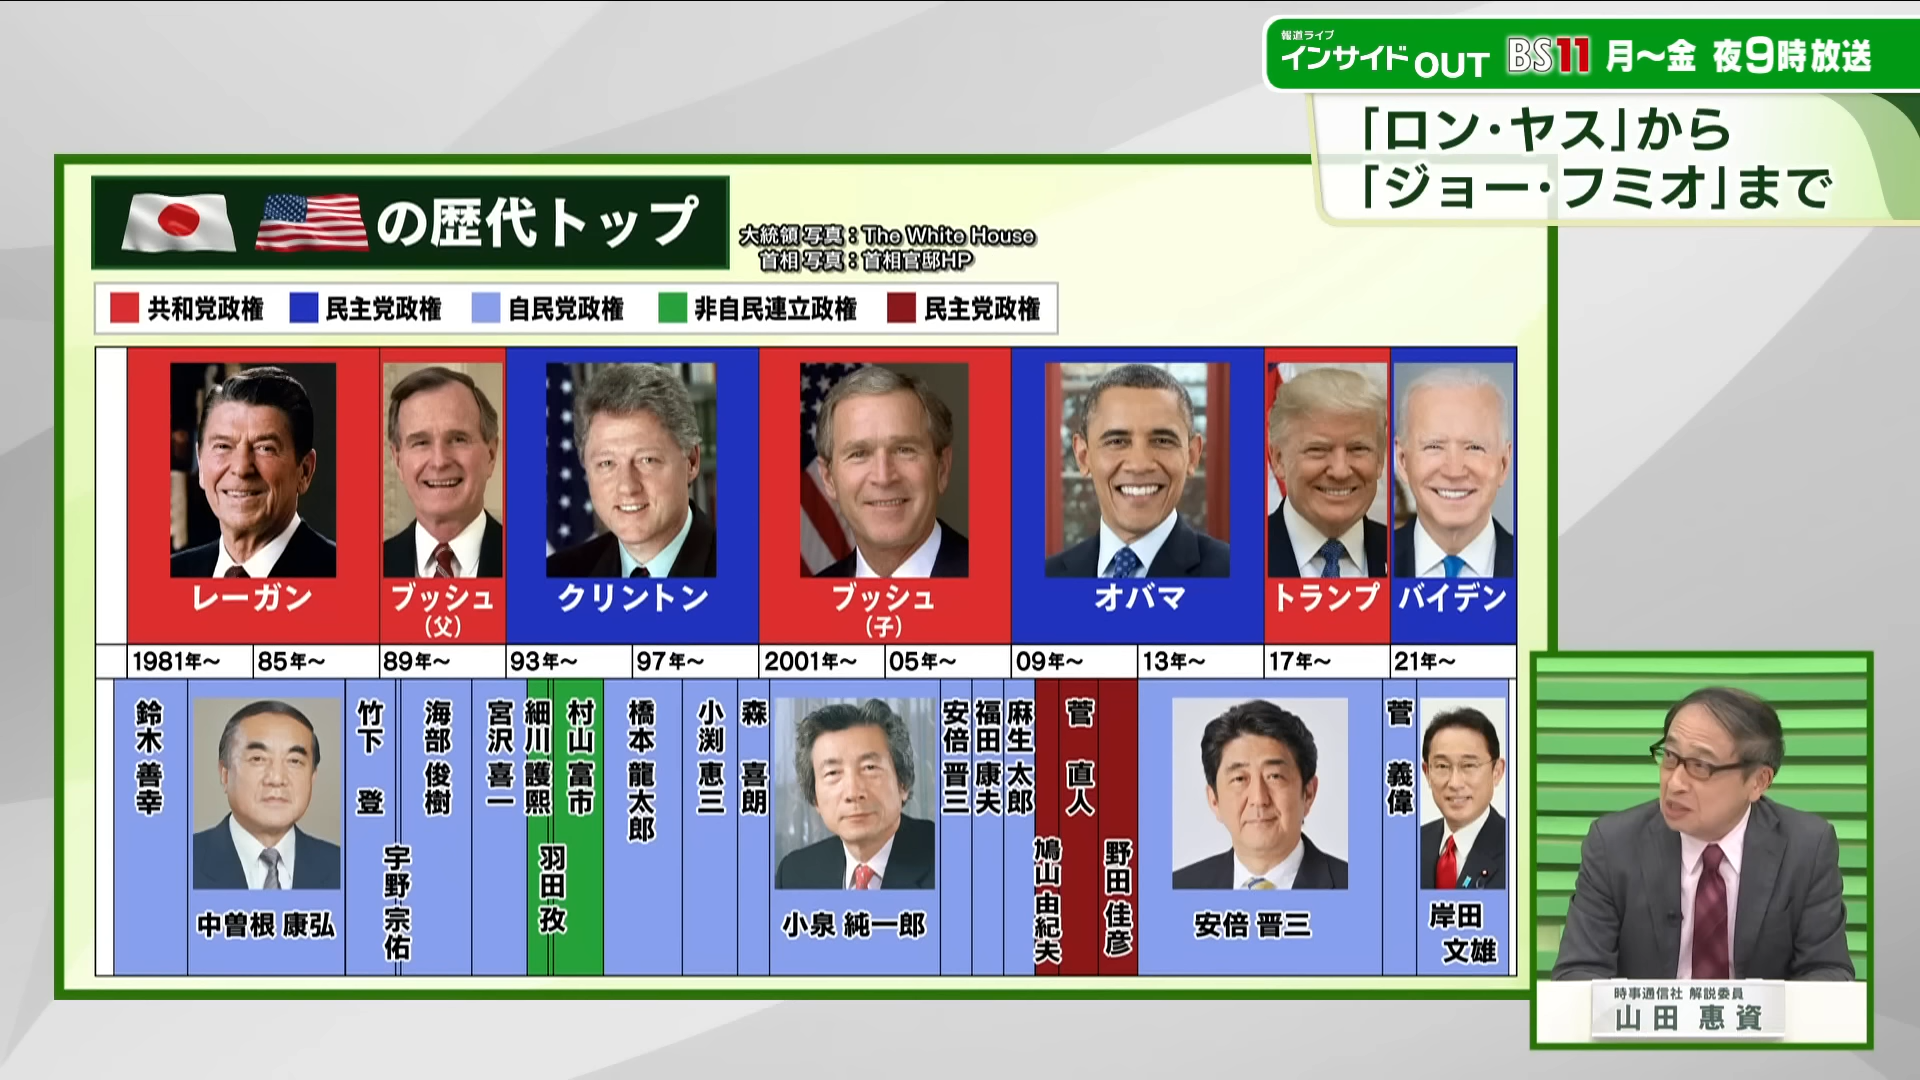 報道ライブ
インサイドOUT BS11 月～金 夜9時放送
「ロン・ヤス」から
「ジョー・フミオ」まで
の歴代トップ
大統領 写真：The White House
首相 写真：首相官邸HP
共和党政権 民主党政権 自民党政権 非自民連立政権 民主党政権
レーガン
ブッシュ
（父）
クリントン
ブッシュ
（子）
オバマ
トランプ
バイデン
1981年～ 85年～ 89年～ 93年～ 97年～ 2001年～ 05年～ 09年～ 13年～ 17年～ 21年～
鈴木 善幸
中曽根 康弘
竹下 登
宇野 宗佑
海部 俊樹
宮沢 喜一
細川 護熙
羽田 孜
村山 富市
橋本 龍太郎
小渕 恵三
森 喜朗
小泉 純一郎
安倍 晋三
福田 康夫
麻生 太郎
鳩山 由紀夫
菅 直人
野田 佳彦
安倍 晋三
菅 義偉
岸田
文雄
時事通信社 解説委員
山田 惠資